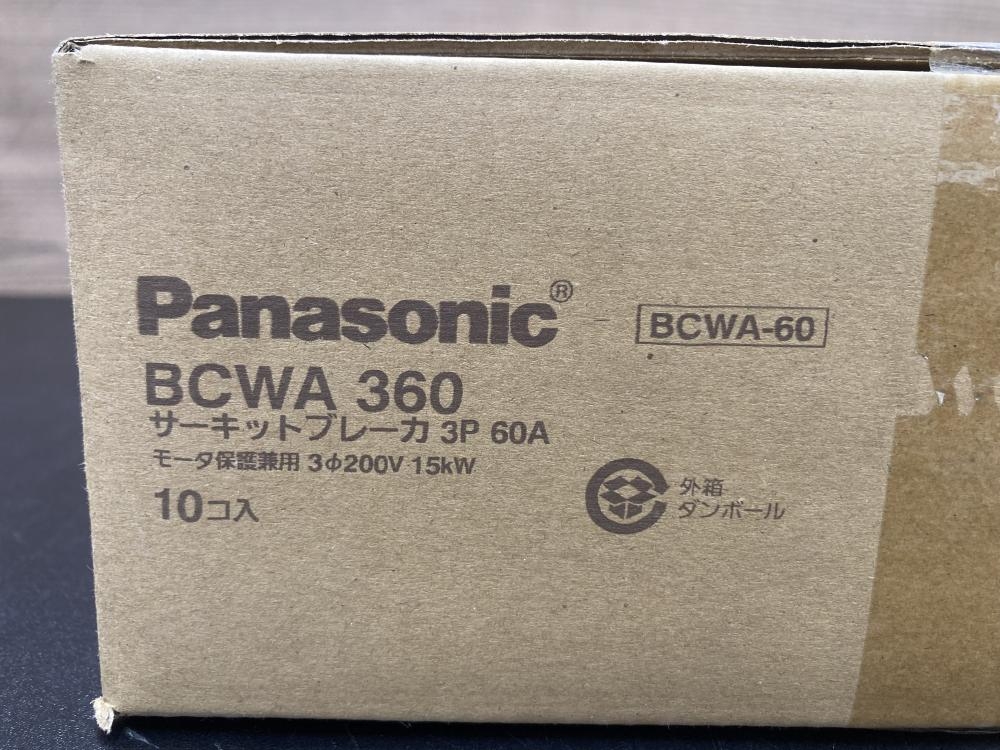 Panasonic®
BCWA-60
BCWA 360
サーキットブレーカ 3P 60A
モータ保護兼用 3φ200V 15kW
10コ入
外箱
ダンボール